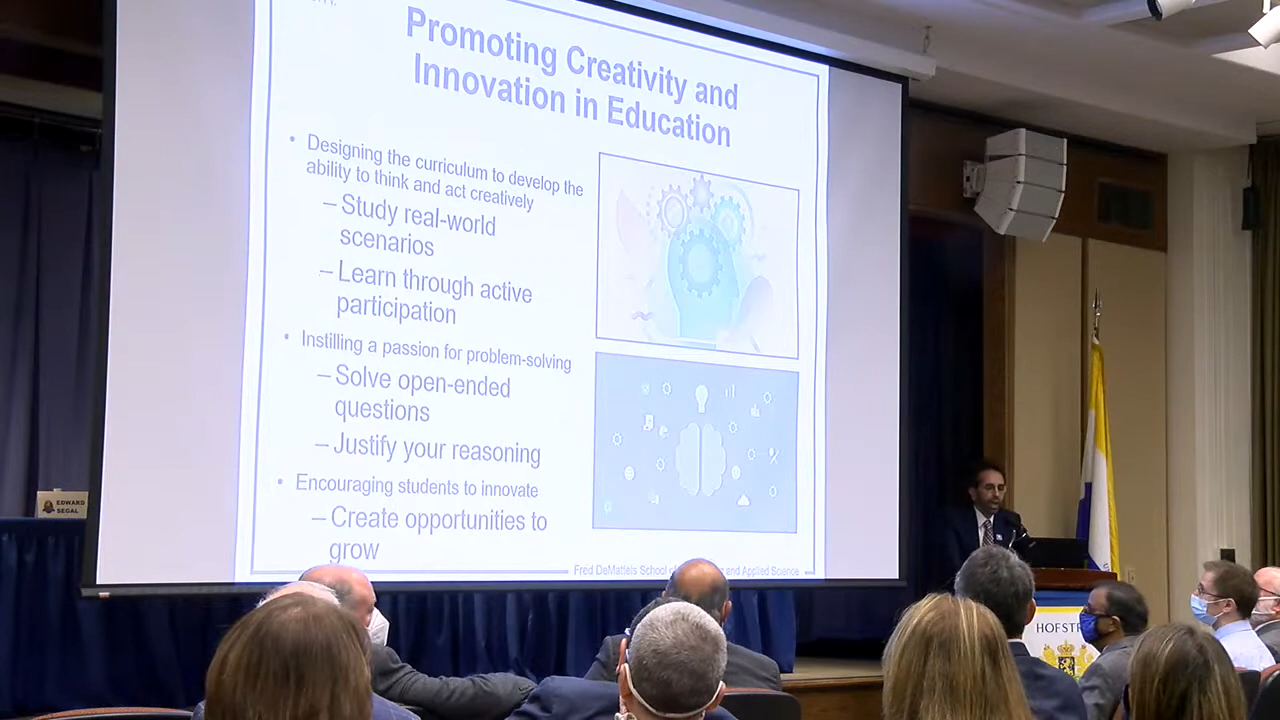 Promoting Creativity and
Innovation in Education
• Designing the curriculum to develop the
ability to think and act creatively
– Study real-world
scenarios
– Learn through active
participation
• Instilling a passion for problem-solving
– Solve open-ended
questions
– Justify your reasoning
• Encouraging students to innovate
– Create opportunities to
grow
Fred DeMatteis School of and Applied Science
EDWARD
SEGAL
HOFSTR